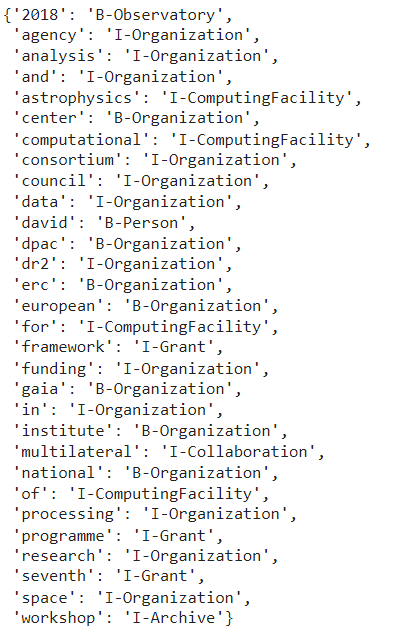 {'2018': 'B-Observatory',
'agency': 'I-Organization',
'analysis': 'I-Organization',
'and': 'I-Organization',
'astrophysics': 'I-ComputingFacility',
'center': 'B-Organization',
'computational': 'I-ComputingFacility',
'consortium': 'I-Organization',
'council': 'I-Organization',
'data': 'I-Organization',
'david': 'B-Person',
'dpac': 'B-Organization',
'dr2': 'I-Organization',
'erc': 'B-Organization',
'european': 'B-Organization',
'for': 'I-ComputingFacility',
'framework': 'I-Grant',
'funding': 'I-Organization',
'gaia': 'B-Organization',
'in': 'I-Organization',
'institute': 'B-Organization',
'multilateral': 'I-Collaboration',
'national': 'B-Organization',
'of': 'I-ComputingFacility',
'processing': 'I-Organization',
'programme': 'I-Grant',
'research': 'I-Organization',
'seventh': 'I-Grant',
'space': 'I-Organization',
'workshop': 'I-Archive'}